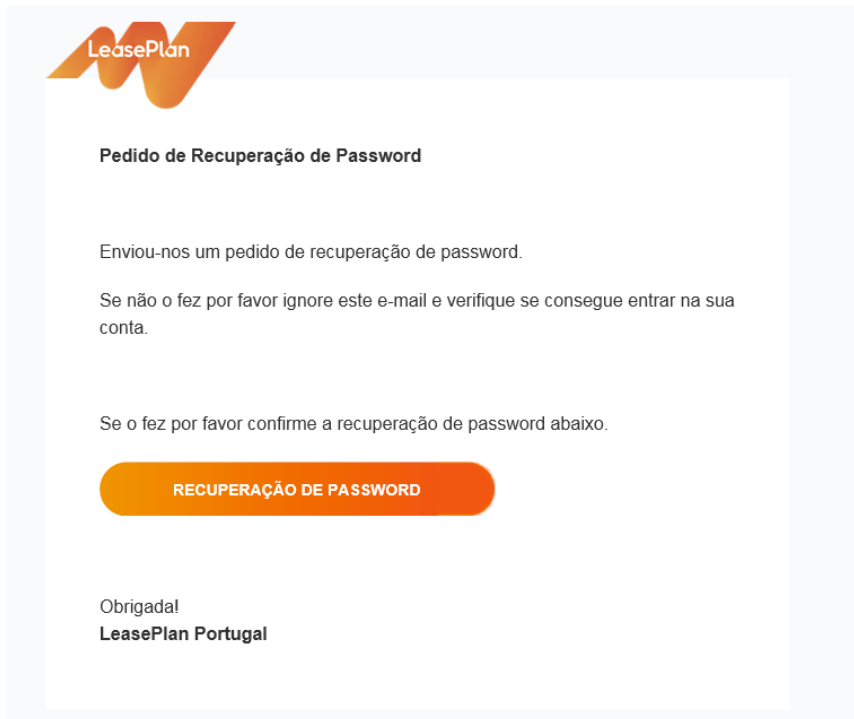 LeasePlan
Pedido de Recuperação de Password
Enviou-nos um pedido de recuperação de password.
Se não o fez por favor ignore este e-mail e verifique se consegue entrar na sua
conta.
Se o fez por favor confirme a recuperação de password abaixo.
RECUPERAÇÃO DE PASSWORD
Obrigada!
LeasePlan Portugal